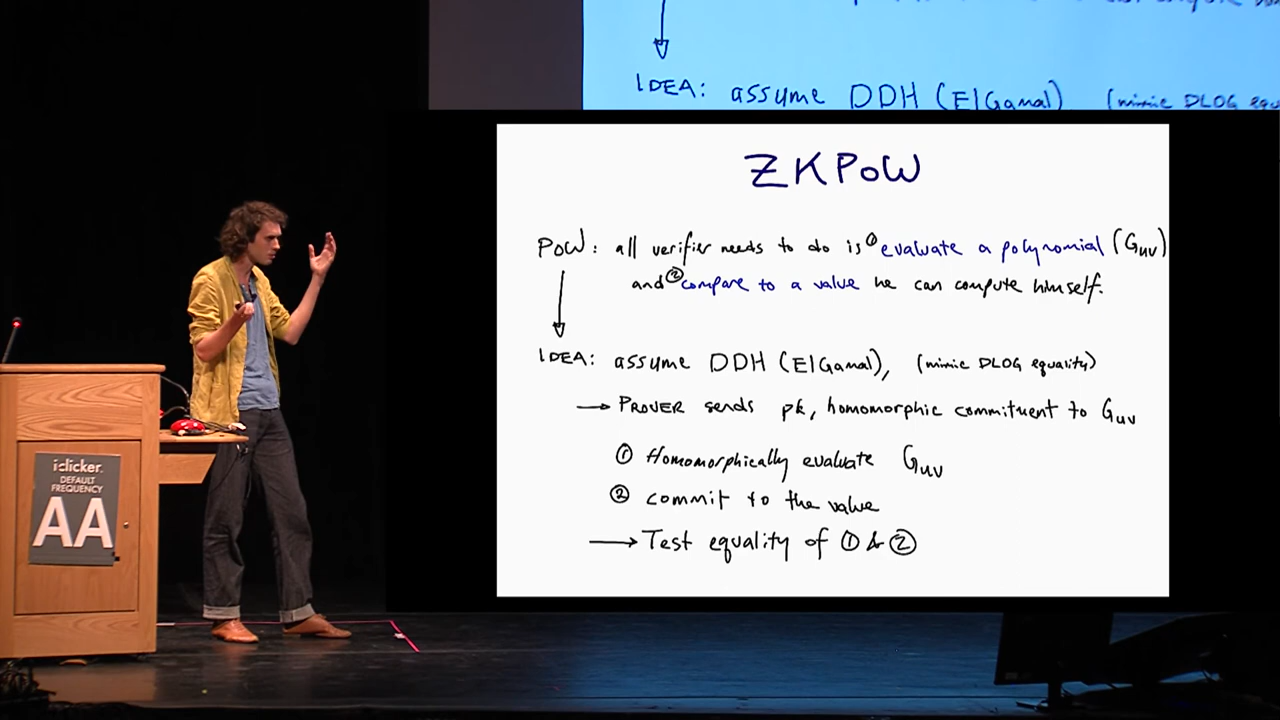 IDEA: assume DDH (ElGamal) (mimic DLOG equ
ZKPoW
PoW: all verifier needs to do is ① evaluate a polynomial (Guv)
and ② compare to a value he can compute himself.
IDEA: assume DDH (ElGamal), (mimic DLOG equality)
→ PROVER sends pk, homomorphic commitment to Guv
① Homomorphically evaluate Guv
② commit to the value
→ Test equality of ① & ②
iclicker.
DEFAULT
FREQUENCY
AA